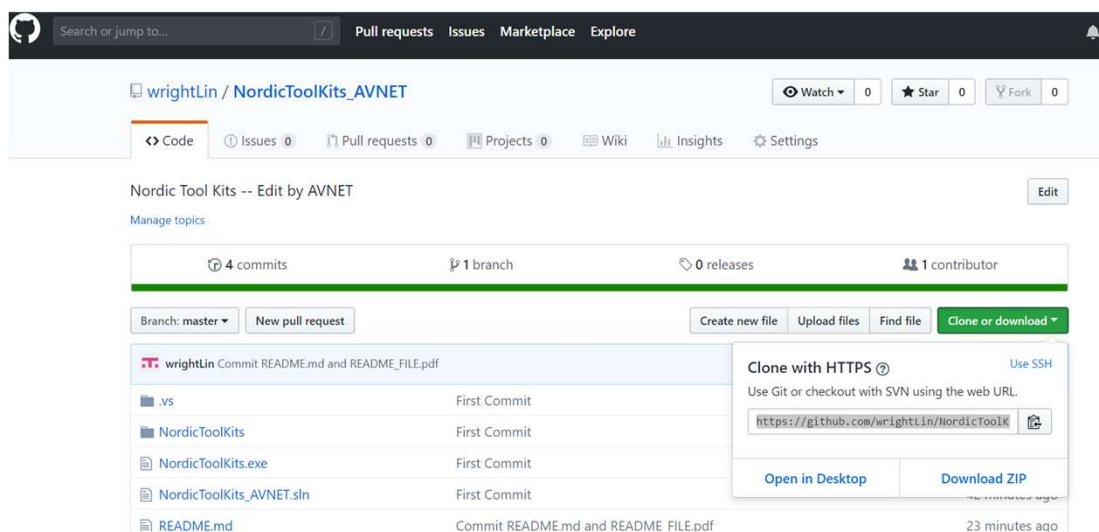 Search or jump to... / Pull requests Issues Marketplace Explore
wrightLin / NordicToolKits_AVNET Watch 0 Star 0 Fork 0
Code Issues 0 Pull requests 0 Projects 0 Wiki Insights Settings
Nordic Tool Kits -- Edit by AVNET Edit
Manage topics
4 commits 1 branch 0 releases 1 contributor
Branch: master New pull request Create new file Upload files Find file Clone or download
wrightLin Commit README.md and README_FILE.pdf
Clone with HTTPS ? Use SSH
Use Git or checkout with SVN using the web URL.
https://github.com/wrightLin/NordicToolK
Open in Desktop Download ZIP
.vs First Commit
NordicToolKits First Commit
NordicToolKits.exe First Commit
NordicToolKits_AVNET.sln First Commit 42 minutes ago
README.md Commit README.md and README_FILE.pdf 23 minutes ago